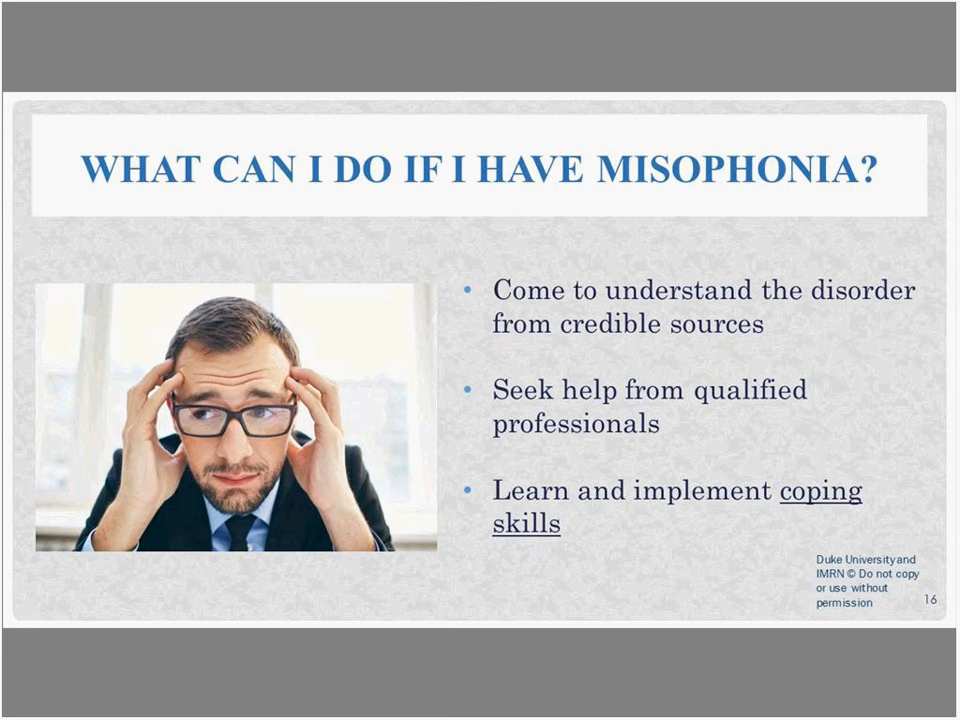 WHAT CAN I DO IF I HAVE MISOPHONIA?
• Come to understand the disorder
from credible sources
• Seek help from qualified
professionals
• Learn and implement coping
skills
Duke University and
IMRN © Do not copy
or use without
permission
16